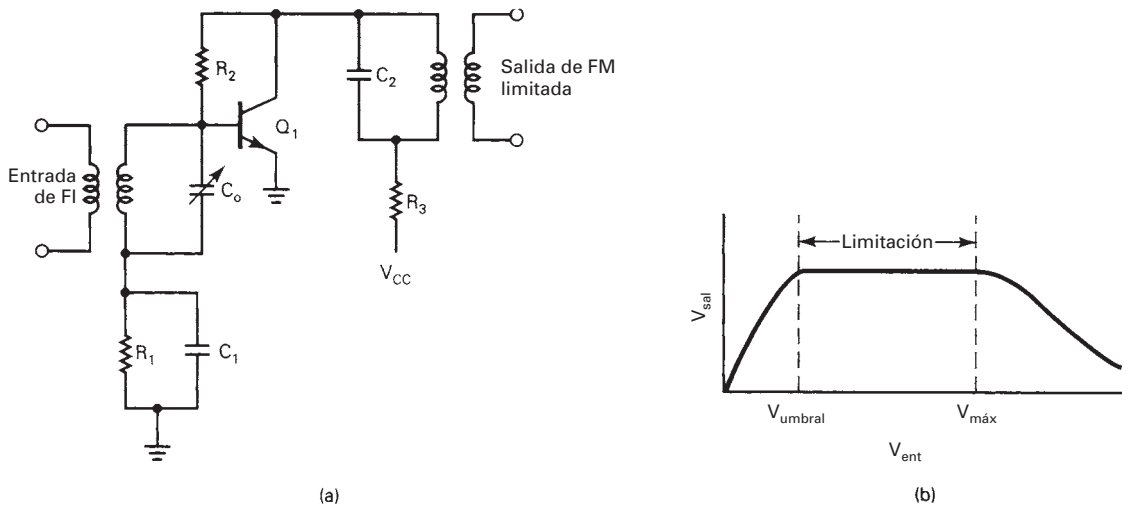 R2
C2
Salida de FM
limitada
Q1
Entrada
de FI
Co
R3
VCC
R1
C1
(a)
Limitación
Vsal
Vumbral
Vmáx
Vent
(b)